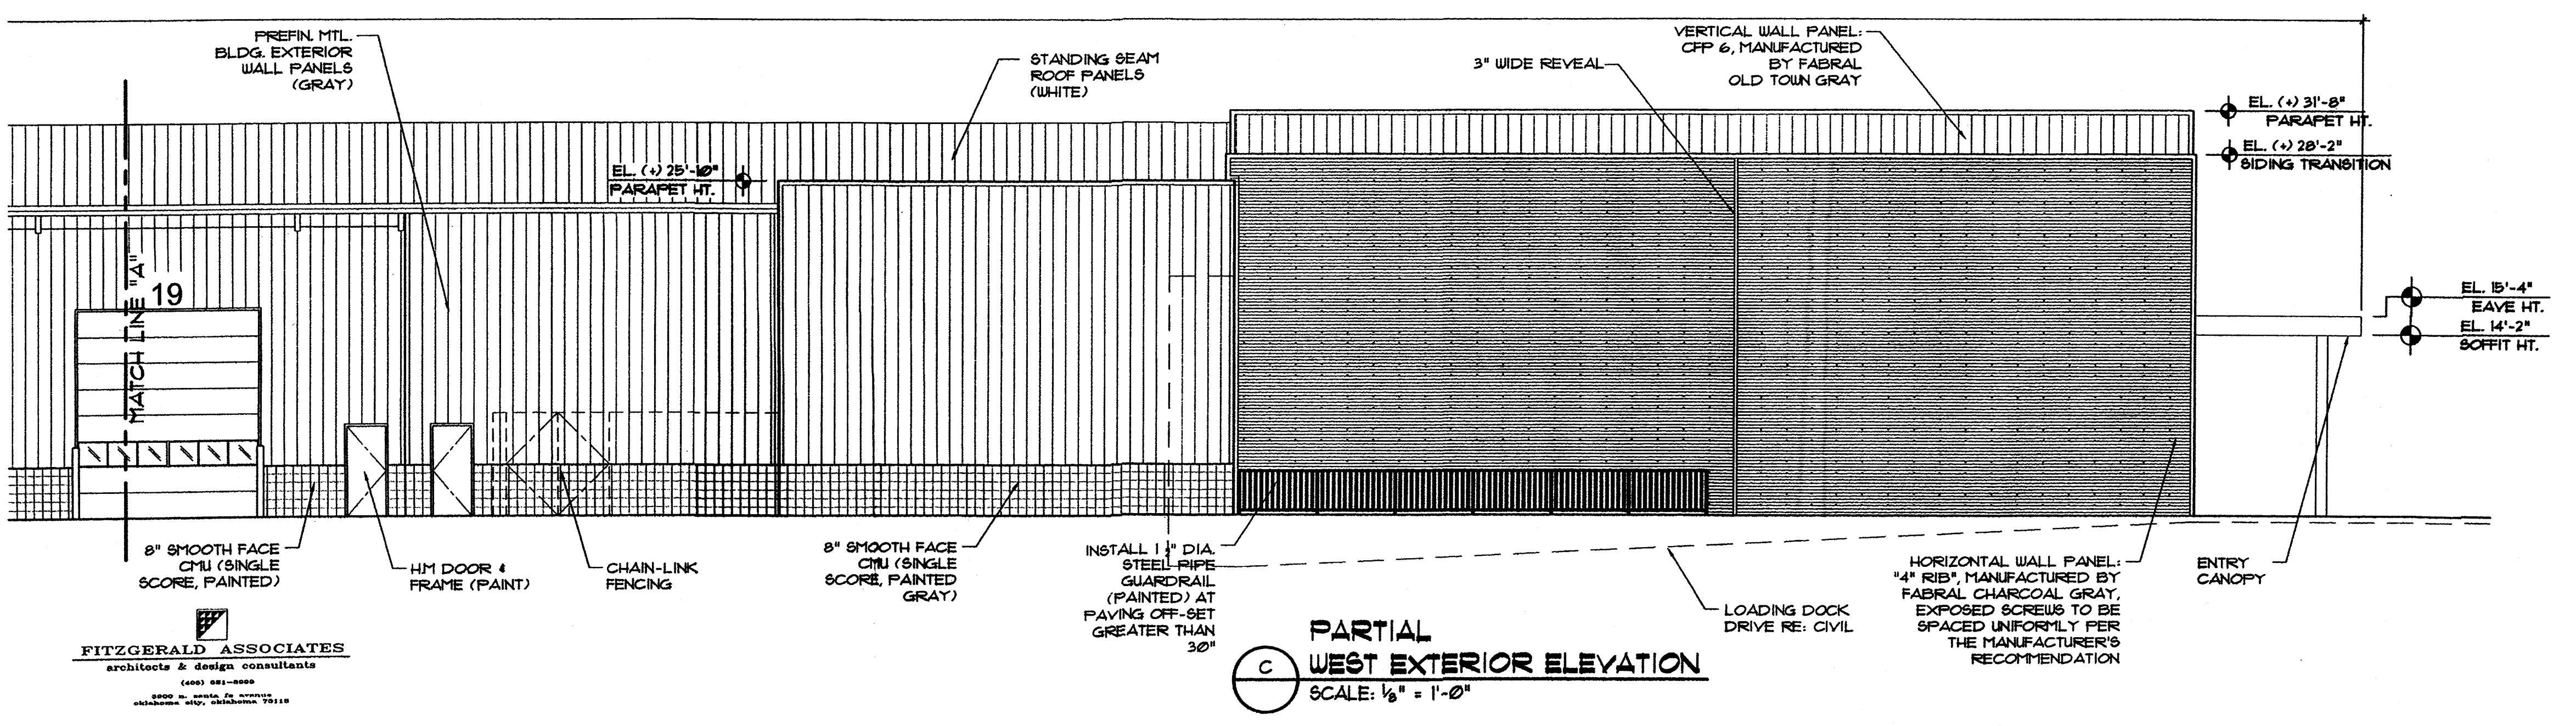 PREFIN. MTL.
BLDG. EXTERIOR
WALL PANELS
(GRAY)
STANDING SEAM
ROOF PANELS
(WHITE)
3" WIDE REVEAL
VERTICAL WALL PANEL:
CFP 6, MANUFACTURED
BY FABRAL
OLD TOWN GRAY
EL. (+) 31'-8"
PARAPET HT.
EL. (+) 28'-2"
SIDING TRANSITION
EL. (+) 25'-10"
PARAPET HT.
MATCH LINE "A"
19
EL. 15'-4"
EAVE HT.
EL. 14'-2"
SOFFIT HT.
8" SMOOTH FACE
CMU (SINGLE
SCORE, PAINTED)
HM DOOR &
FRAME (PAINT)
CHAIN-LINK
FENCING
8" SMOOTH FACE
CMU (SINGLE
SCORE, PAINTED
GRAY)
INSTALL 1 1/2" DIA.
STEEL PIPE
GUARDRAIL
(PAINTED) AT
PAVING OFF-SET
GREATER THAN
30"
LOADING DOCK
DRIVE RE: CIVIL
HORIZONTAL WALL PANEL:
"4" RIB", MANUFACTURED BY
FABRAL CHARCOAL GRAY,
EXPOSED SCREWS TO BE
SPACED UNIFORMLY PER
THE MANUFACTURER'S
RECOMMENDATION
ENTRY
CANOPY
FITZGERALD ASSOCIATES
architects & design consultants
santa fe avenue
oklahoma city, oklahoma
C
PARTIAL
WEST EXTERIOR ELEVATION
SCALE: 1/8" = 1'-0"